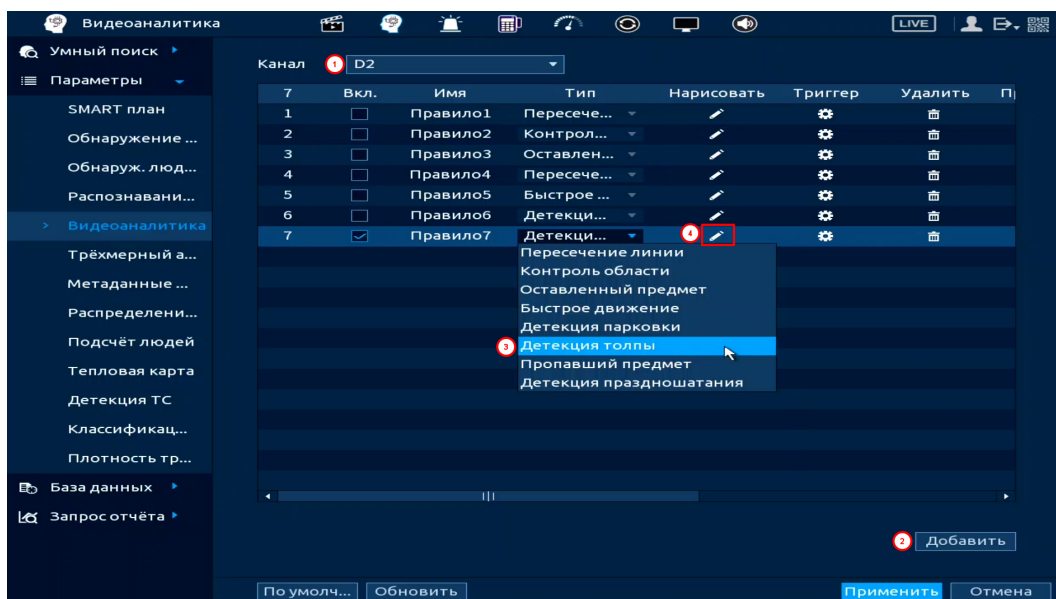 Видеоаналитика LIVE
Умный поиск
Параметры
SMART план
Обнаружение ...
Обнаруж. люд...
Распознавани...
> Видеоаналитика
Трёхмерный а...
Метаданные ...
Распределени...
Подсчёт людей
Тепловая карта
Детекция ТС
Классификац...
Плотность тр...
База данных
Запрос отчёта
Канал 1 D2
7 Вкл. Имя Тип Нарисовать Триггер Удалить
1 Правило1 Пересече...
2 Правило2 Контрол...
3 Правило3 Оставлен...
4 Правило4 Пересече...
5 Правило5 Быстрое ...
6 Правило6 Детекци...
7 Правило7 Детекци... 4
Пересечение линии
Контроль области
Оставленный предмет
Быстрое движение
Детекция парковки
3 Детекция толпы
Пропавший предмет
Детекция праздношатания
2 Добавить
По умолч... Обновить Применить Отмена